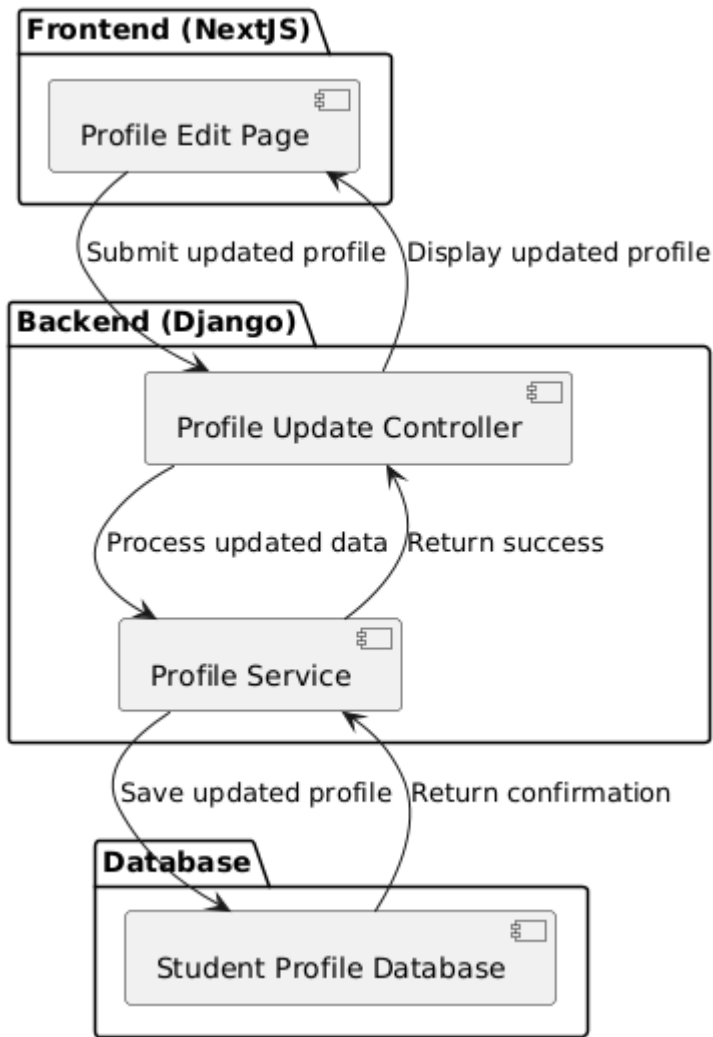 Frontend (NextJS)
Profile Edit Page
Submit updated profile
Display updated profile
Backend (Django)
Profile Update Controller
Process updated data
Return success
Profile Service
Save updated profile
Return confirmation
Database
Student Profile Database